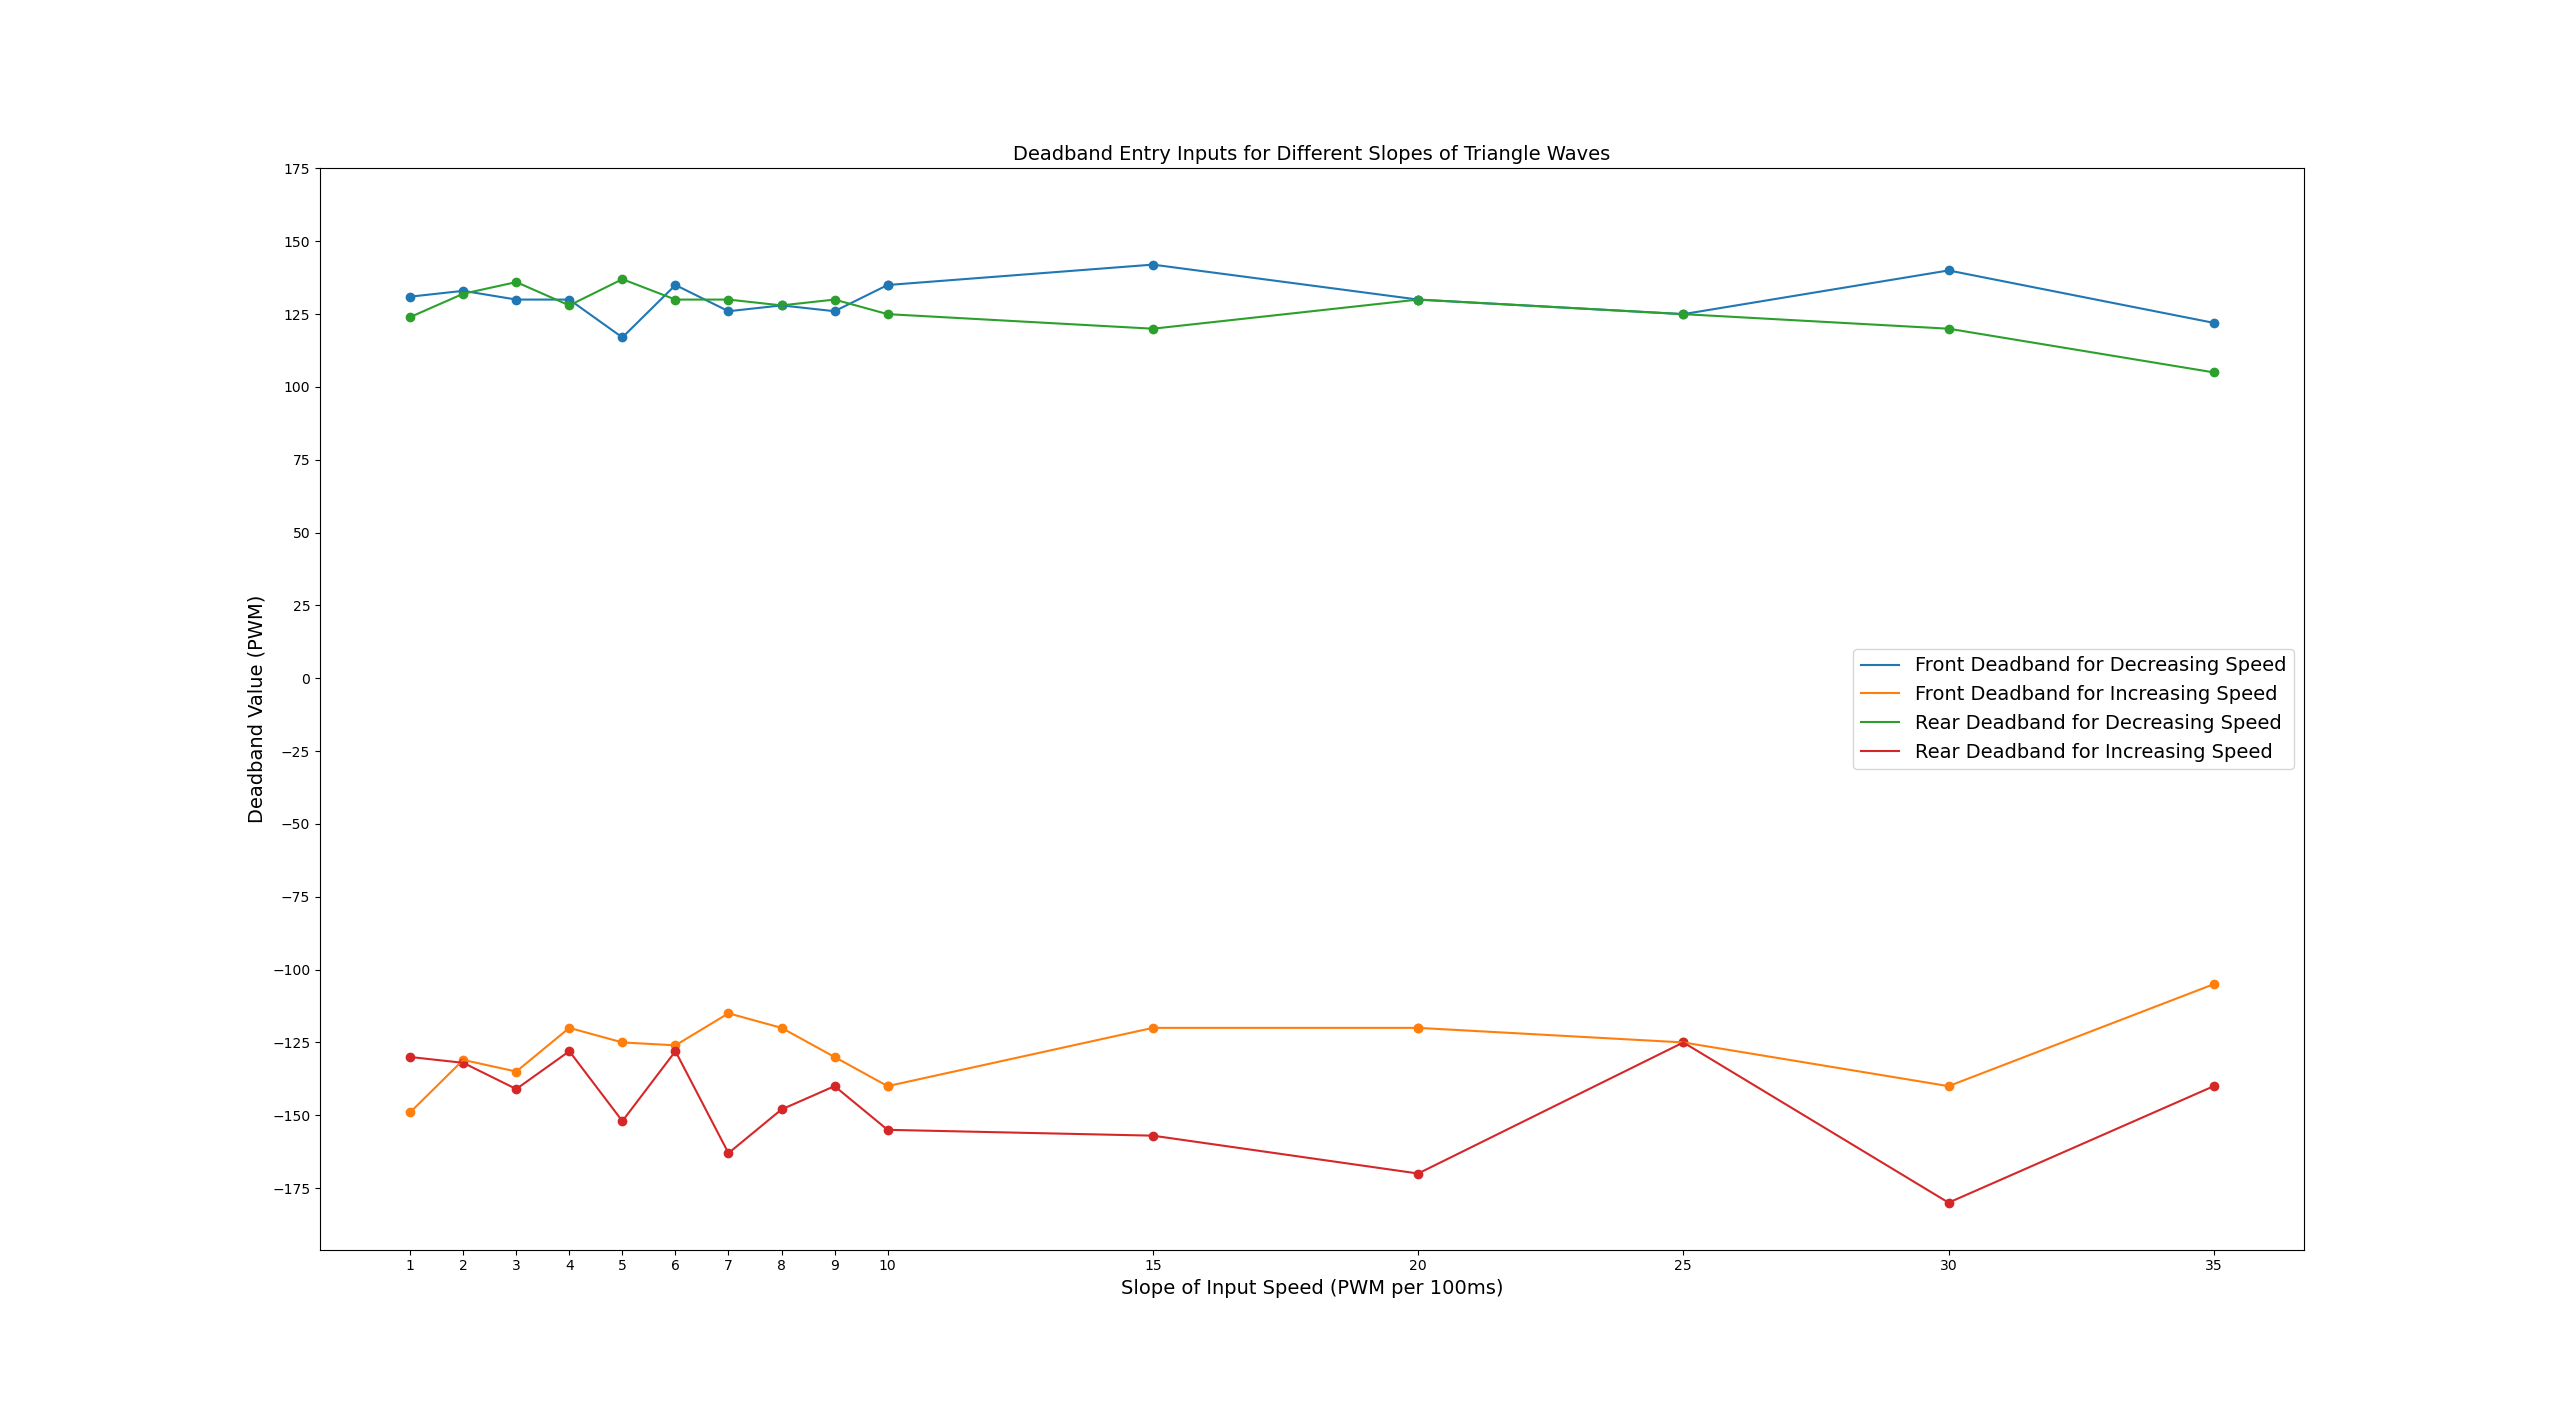 Deadband Entry Inputs for Different Slopes of Triangle Waves
175
150
125
100
75
50
25
0
−25
−50
−75
−100
−125
−150
−175
Deadband Value (PWM)
Front Deadband for Decreasing Speed
Front Deadband for Increasing Speed
Rear Deadband for Decreasing Speed
Rear Deadband for Increasing Speed
1 2 3 4 5 6 7 8 9 10 15 20 25 30 35
Slope of Input Speed (PWM per 100ms)